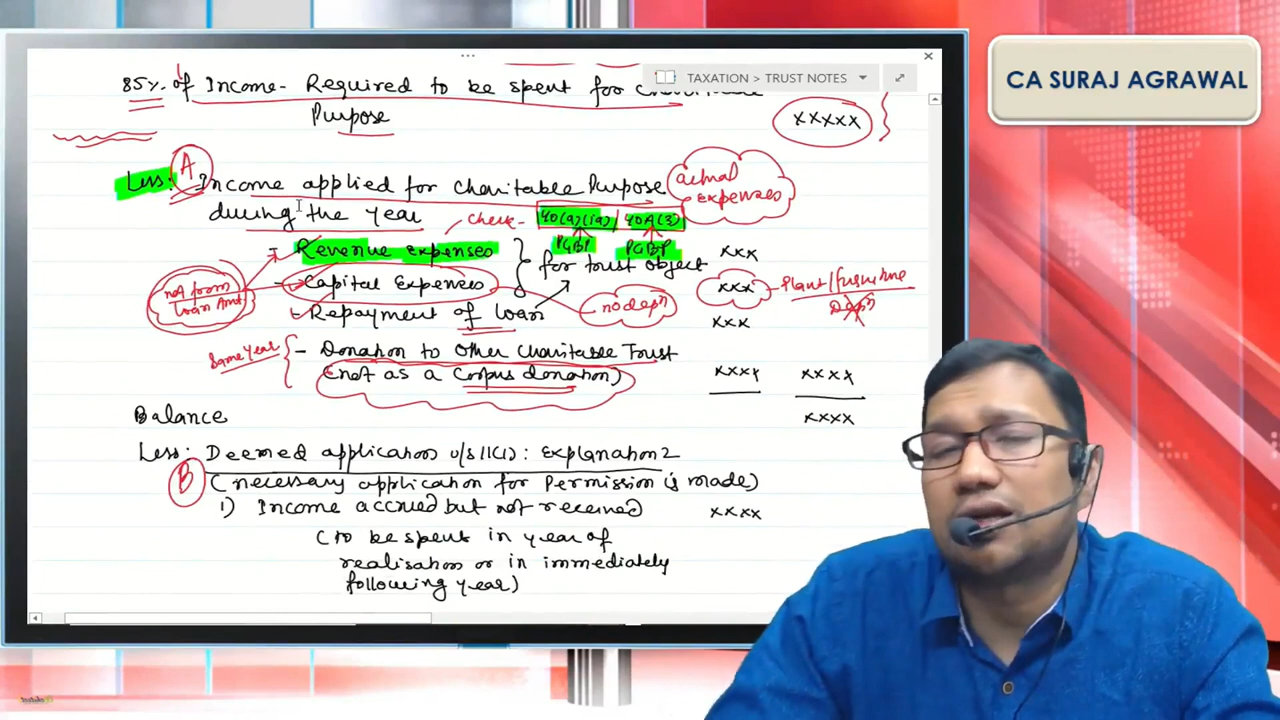 ...
×
TAXATION > TRUST NOTES
CA SURAJ AGRAWAL
85% of Income - Required to be spent for
Purpose
xxxxx
Less: A Income applied for charitable Purpose
actual expenses
during the year
check - 40(a)(ia) / 40A(3)
PGBP PGBP
- Revenue expenses xxx
for trust object
not from Loan Amt
- Capital Expenses xxx
no depn
Plant/furniture
Depn
- Repayment of loan xxx
Same year
- Donation to other charitable Trust
(not as a Corpus donation) xxxx xxxx
Balance xxxx
Less: Deemed application u/s 11(1): Explanation 2
B (necessary application for Permission is made)
1) Income accrued but not received xxxx
(to be spent in year of
realisation or in immediately
following year)